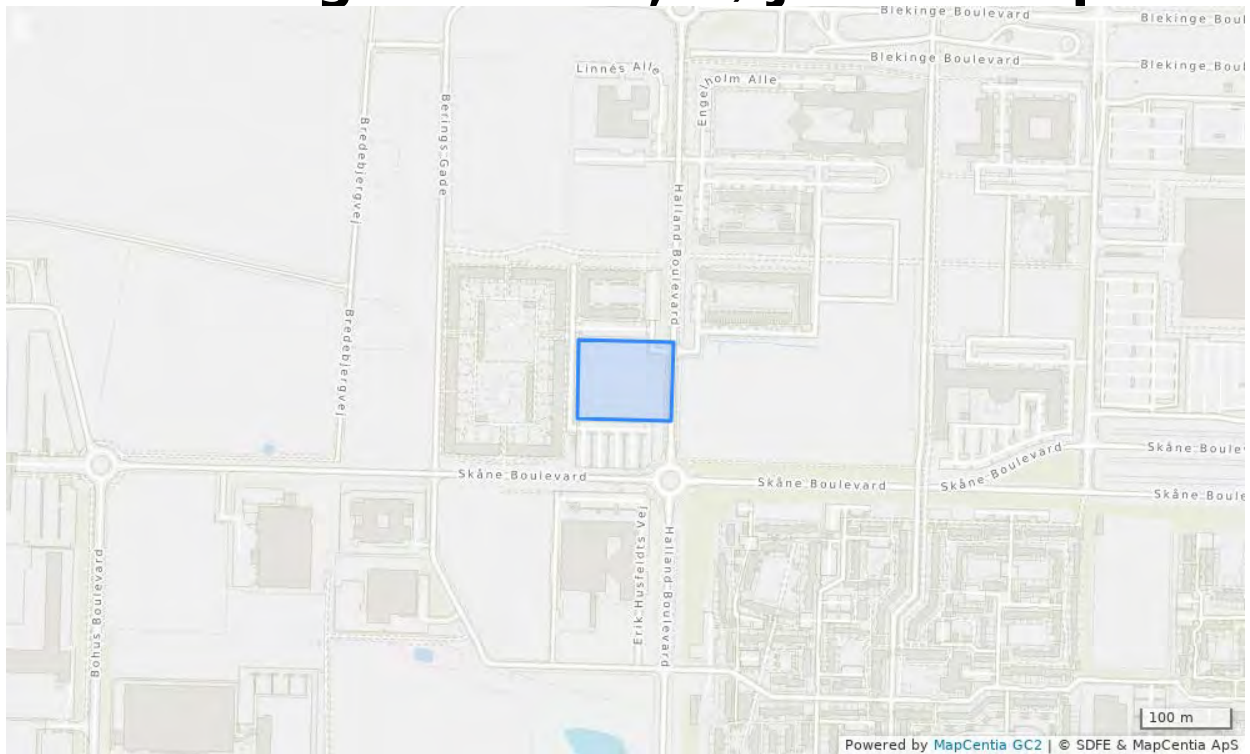 Blekinge Boulevard
Blekinge Boul
Blekinge Boulevard
Blekinge Boul
Linnés Alle
Engelholm Alle
Berings Gade
Bredebjergvej
Halland Boulevard
Bredebjergvej
Skåne Boulevard
Skåne Boulevard
Skåne Boulevard
Skåne Boule
Skåne Boule
Bohus Boulevard
Erik Husfeldts Vej
Halland Boulevard
100 m
Powered by MapCentia GC2 | © SDFE & MapCentia ApS